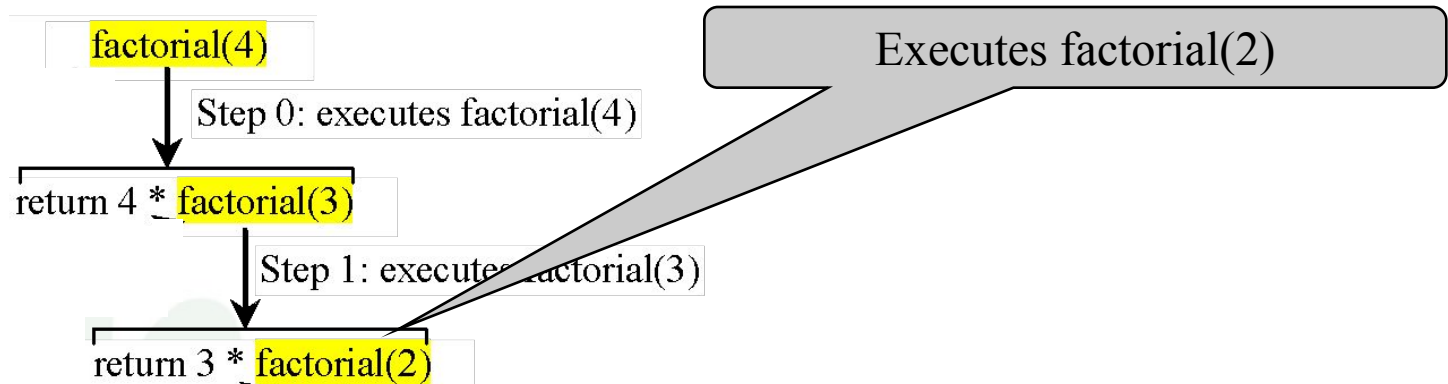 factorial(4)
Executes factorial(2)
Step 0: executes factorial(4)
return 4 * factorial(3)
Step 1: executes factorial(3)
return 3 * factorial(2)